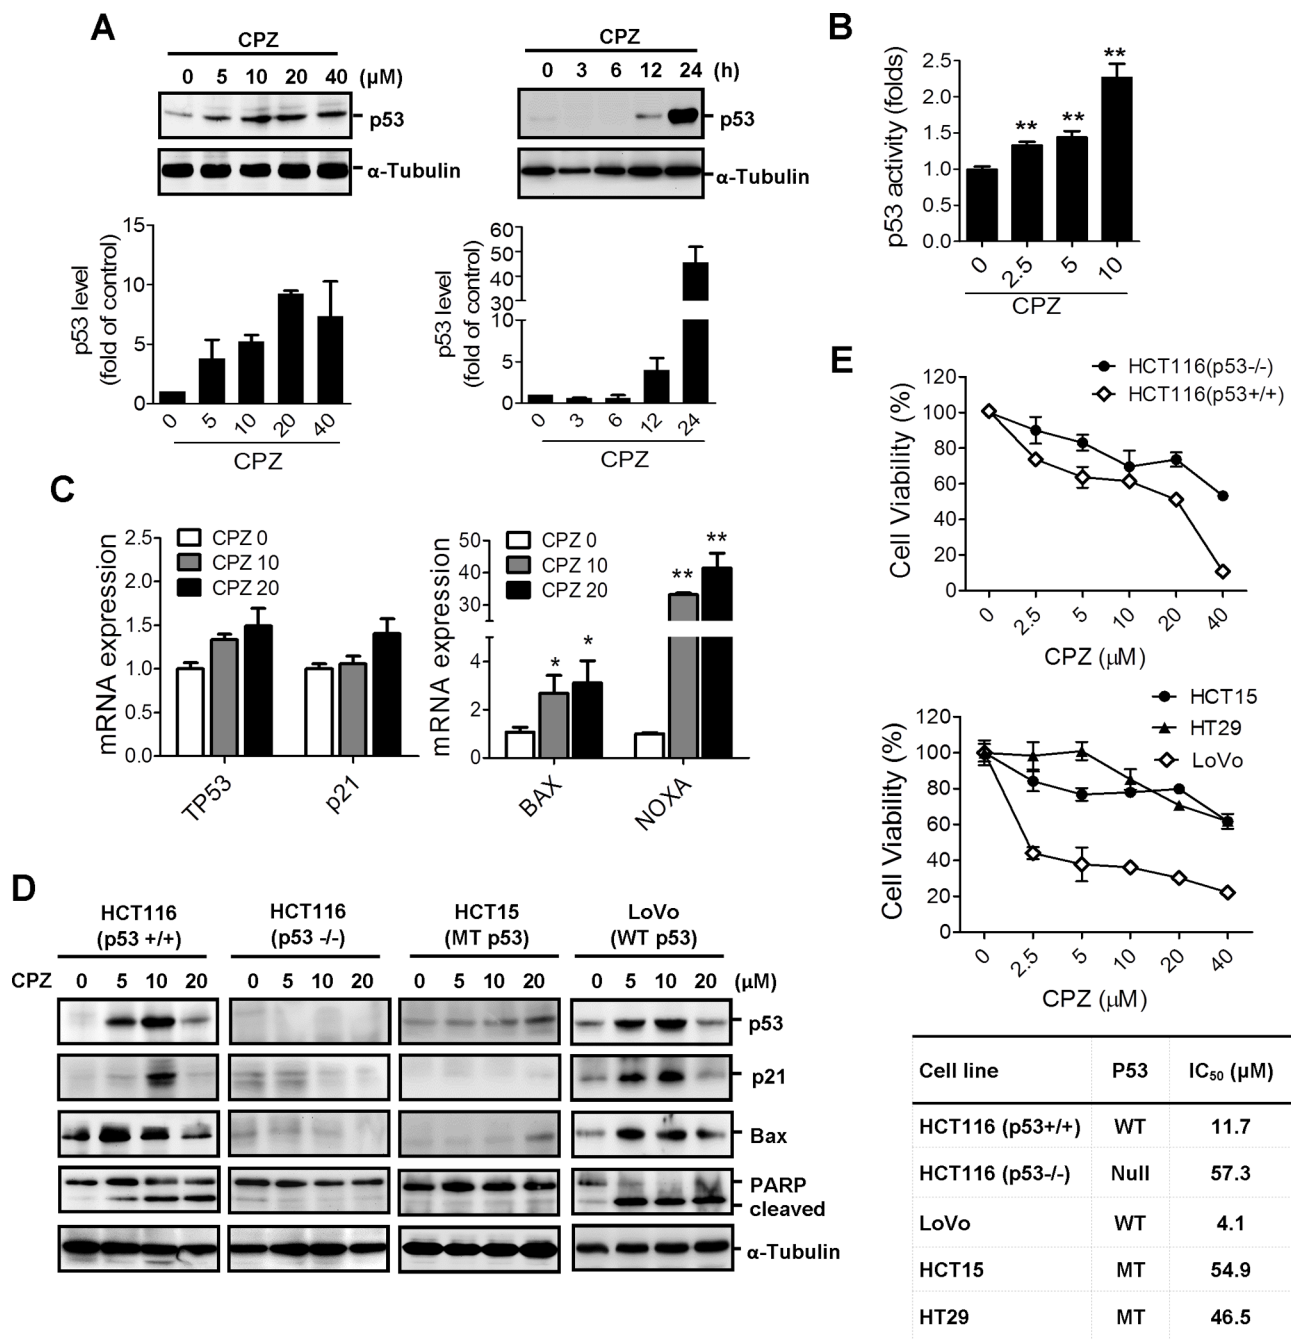 A
CPZ
0 5 10 20 40 (μM)
p53
α-Tubulin
15
10
5
0
p53 level
(fold of control)
0 5 10 20 40
CPZ
CPZ
0 3 6 12 24 (h)
p53
α-Tubulin
60
50
40
30
10
5
0
p53 level
(fold of control)
0 3 6 12 24
CPZ
B
p53 activity (folds)
2.5
2.0
1.5
1.0
0.5
0.0
** ** **
0 2.5 5 10
CPZ
C
mRNA expression
2.5
2.0
1.5
1.0
0.5
0.0
CPZ 0
CPZ 10
CPZ 20
TP53 p21
mRNA expression
50
40
30
4
2
0
CPZ 0
CPZ 10
CPZ 20
* * ** **
BAX NOXA
D
HCT116
(p53 +/+)
HCT116
(p53 -/-)
HCT15
(MT p53)
LoVo
(WT p53)
CPZ 0 5 10 20 0 5 10 20 0 5 10 20 0 5 10 20 (μM)
p53
p21
Bax
PARP
cleaved
α-Tubulin
E
HCT116(p53-/-)
HCT116(p53+/+)
Cell Viability (%)
120
100
80
60
40
20
0
0 2.5 5 10 20 40
CPZ (μM)
HCT15
HT29
LoVo
Cell Viability (%)
120
100
80
60
40
20
0
0 2.5 5 10 20 40
CPZ (μM)
Cell line P53 IC₅₀ (μM)
HCT116 (p53+/+) WT 11.7
HCT116 (p53-/-) Null 57.3
LoVo WT 4.1
HCT15 MT 54.9
HT29 MT 46.5